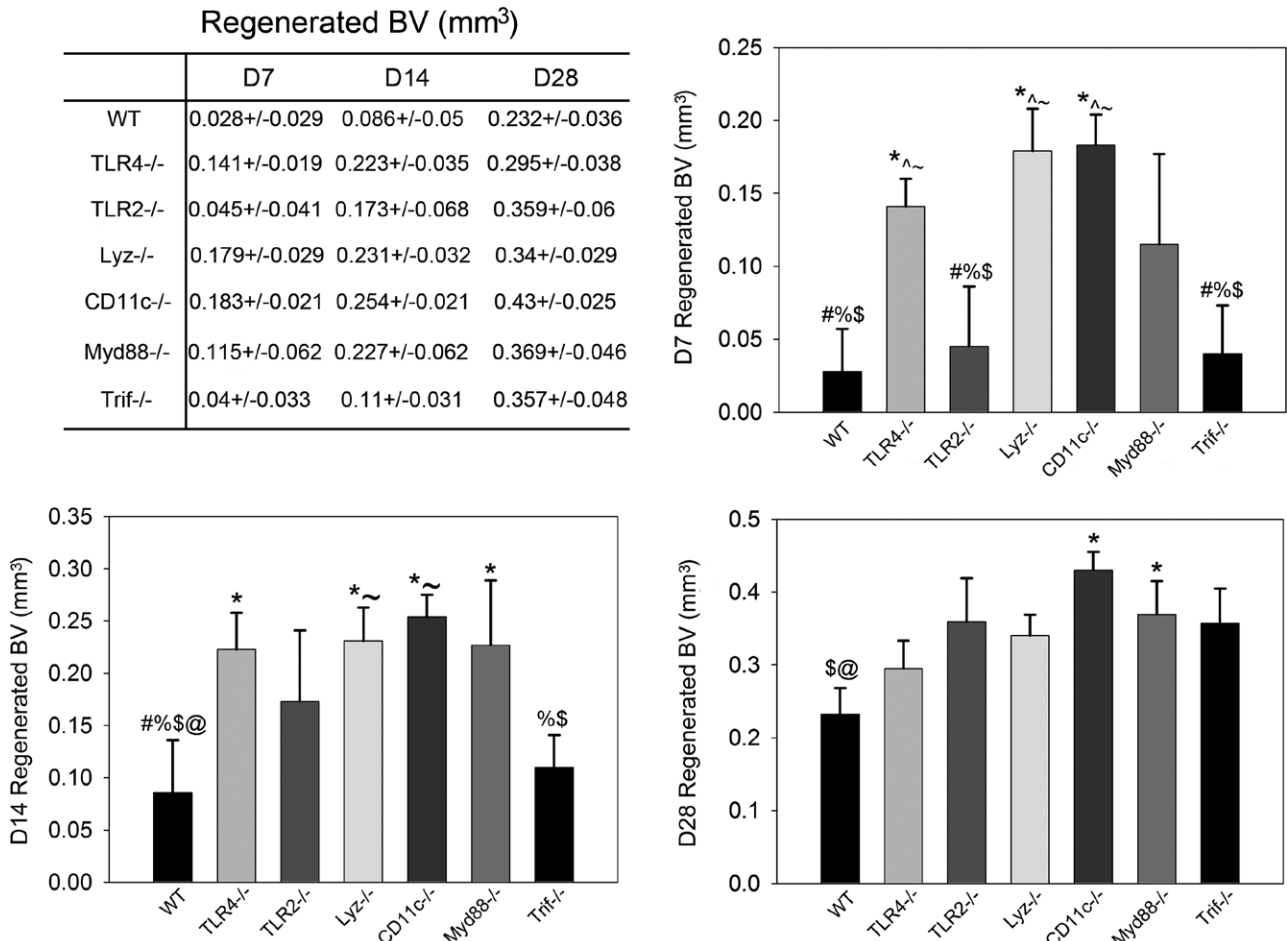 Regenerated BV (mm³)
D7 D14 D28
WT 0.028+/-0.029 0.086+/-0.05 0.232+/-0.036
TLR4-/- 0.141+/-0.019 0.223+/-0.035 0.295+/-0.038
TLR2-/- 0.045+/-0.041 0.173+/-0.068 0.359+/-0.06
Lyz-/- 0.179+/-0.029 0.231+/-0.032 0.34+/-0.029
CD11c-/- 0.183+/-0.021 0.254+/-0.021 0.43+/-0.025
Myd88-/- 0.115+/-0.062 0.227+/-0.062 0.369+/-0.046
Trif-/- 0.04+/-0.033 0.11+/-0.031 0.357+/-0.048
D7 Regenerated BV (mm³)
0.25
0.20
0.15
0.10
0.05
0.00
#%$ *^~ #%$ *^~ *^~ #%$
WT TLR4-/- TLR2-/- Lyz-/- CD11c-/- Myd88-/- Trif-/-
D14 Regenerated BV (mm³)
0.35
0.30
0.25
0.20
0.15
0.10
0.05
0.00
#%$@ * *~ *~ * %$
WT TLR4-/- TLR2-/- Lyz-/- CD11c-/- Myd88-/- Trif-/-
D28 Regenerated BV (mm³)
0.5
0.4
0.3
0.2
0.1
0.0
$@ * *
WT TLR4-/- TLR2-/- Lyz-/- CD11c-/- Myd88-/- Trif-/-